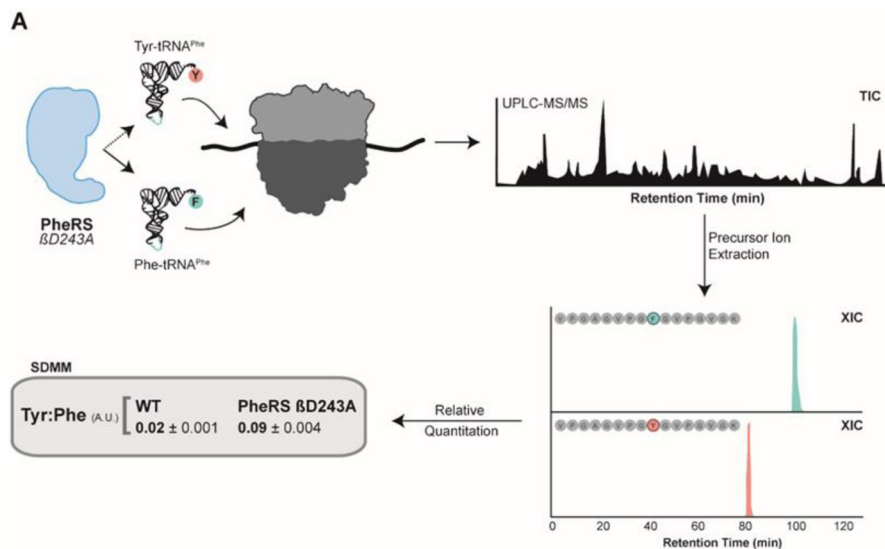 A
Tyr-tRNAPhe
Y
PheRS
ßD243A
F
Phe-tRNAPhe
UPLC-MS/MS
TIC
Retention Time (min)
Precursor Ion
Extraction
V P G A G V P G F G V P G V G K
XIC
V P G A G V P G Y G V P G V G K
XIC
0 20 40 60 80 100 120
Retention Time (min)
Relative
Quantitation
SDMM
Tyr:Phe (A.U.)
WT
PheRS ßD243A
0.02 ± 0.001
0.09 ± 0.004